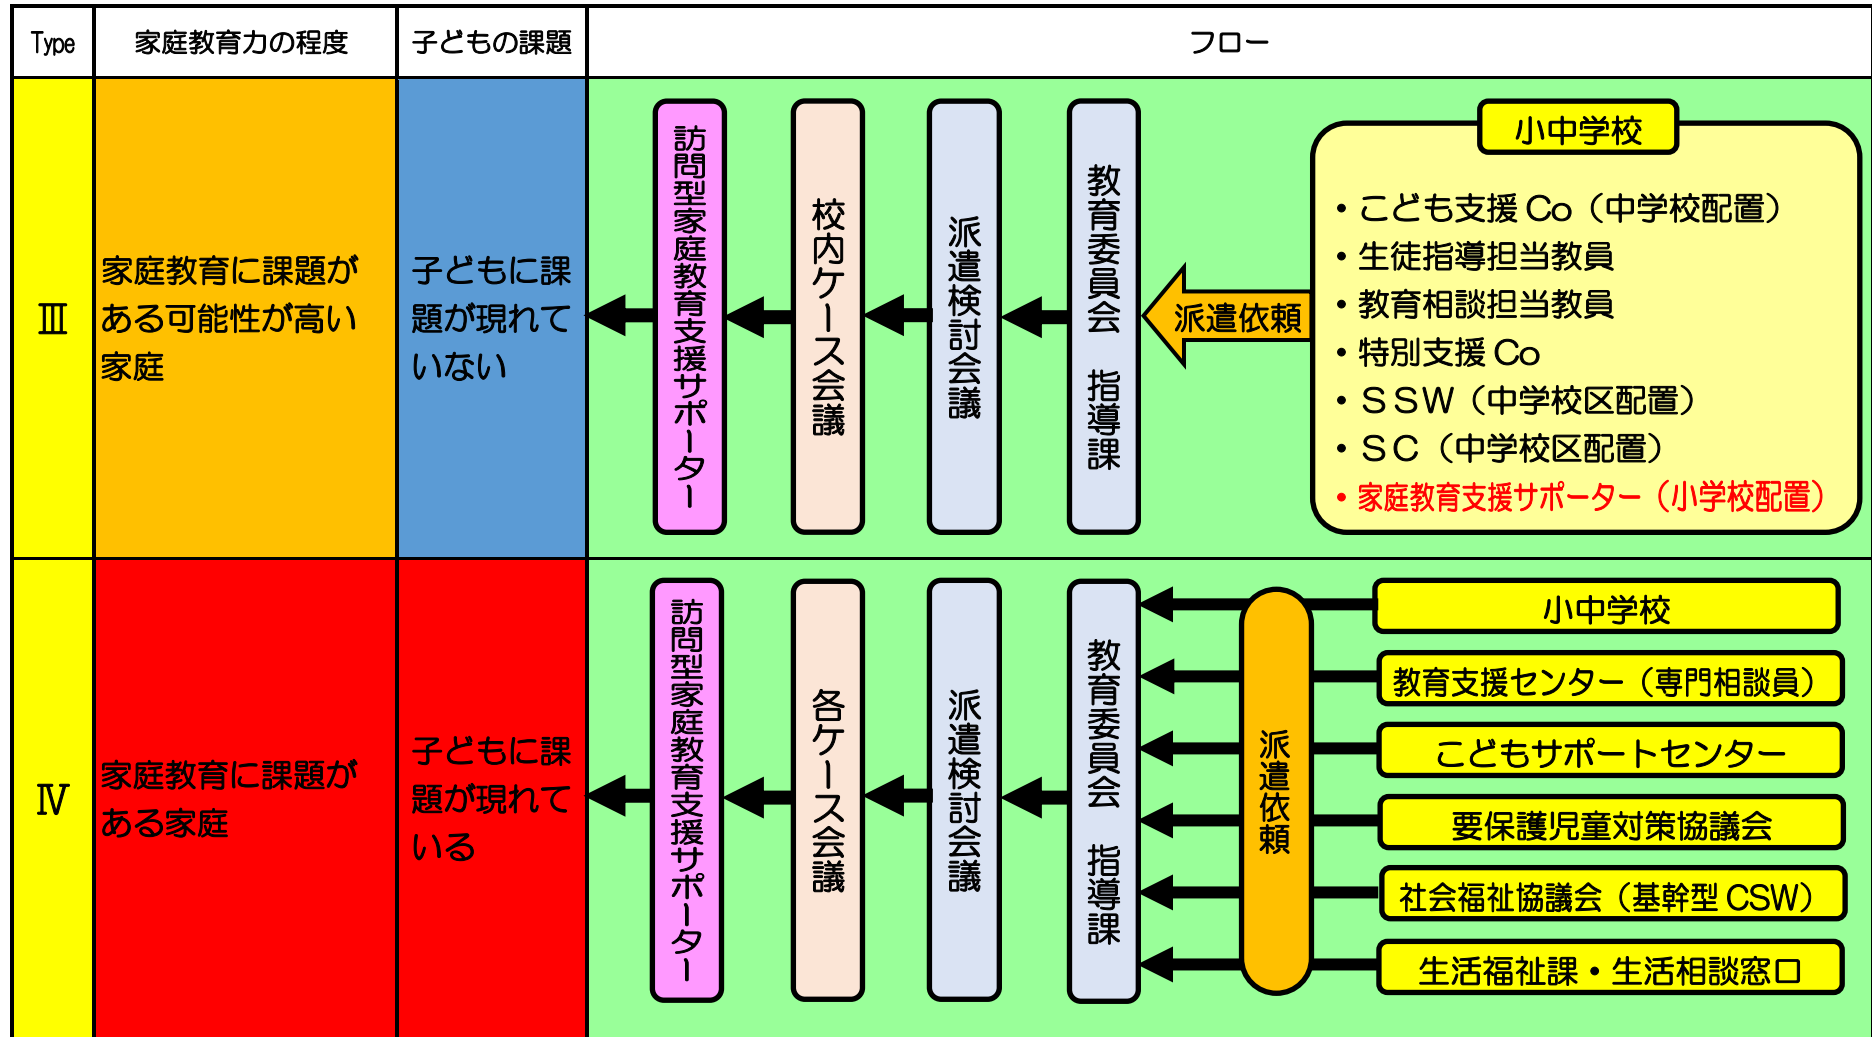 Type
家庭教育力の程度
子どもの課題
フロー
Ⅲ
家庭教育に課題が
ある可能性が高い
家庭
子どもに課
題が現れて
いない
訪問型家庭教育支援サポーター
校内ケース会議
派遣検討会議
教育委員会　指導課
派遣依頼
小中学校
・こども支援Co（中学校配置）
・生徒指導担当教員
・教育相談担当教員
・特別支援Co
・ＳＳＷ（中学校区配置）
・ＳＣ（中学校区配置）
・家庭教育支援サポーター（小学校配置）
Ⅳ
家庭教育に課題が
ある家庭
子どもに課
題が現れて
いる
訪問型家庭教育支援サポーター
各ケース会議
派遣検討会議
教育委員会　指導課
派遣依頼
小中学校
教育支援センター（専門相談員）
こどもサポートセンター
要保護児童対策協議会
社会福祉協議会（基幹型CSW）
生活福祉課・生活相談窓口